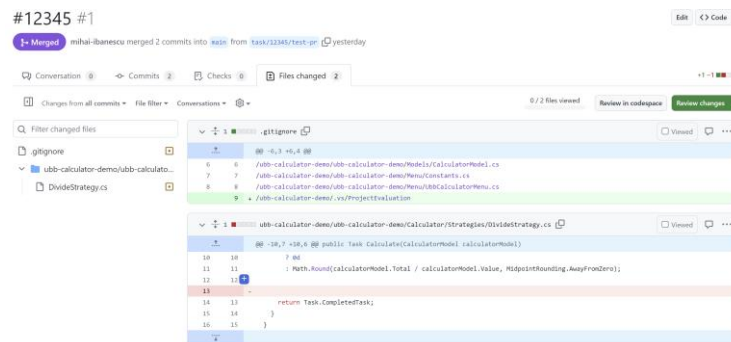 #12345 #1
Edit <> Code
Merged mihai-ibanescu merged 2 commits into main from task/12345/test-pr yesterday
Conversation 0 Commits 2 Checks 0 Files changed 2 +1 -1
Changes from all commits File filter Conversations 0 / 2 files viewed Review in codespace Review changes
Filter changed files
.gitignore
ubb-calculator-demo/ubb-calculato...
DivideStrategy.cs
1 .gitignore Viewed
@@ -6,3 +6,4 @@
6 6 /ubb-calculator-demo/ubb-calculator-demo/Models/CalculatorModel.cs
7 7 /ubb-calculator-demo/ubb-calculator-demo/Menu/Constants.cs
8 8 /ubb-calculator-demo/ubb-calculator-demo/Menu/UbbCalculatorMenu.cs
9 + /ubb-calculator-demo/.vs/ProjectEvaluation
1 ubb-calculator-demo/ubb-calculator-demo/Calculator/Strategies/DivideStrategy.cs Viewed
@@ -10,7 +10,6 @@ public Task Calculate(CalculatorModel calculatorModel)
10 10 ? 0d
11 11 : Math.Round(calculatorModel.Total / calculatorModel.Value, MidpointRounding.AwayFromZero);
12 12
13 -
14 13 return Task.CompletedTask;
15 14 }
16 15 }